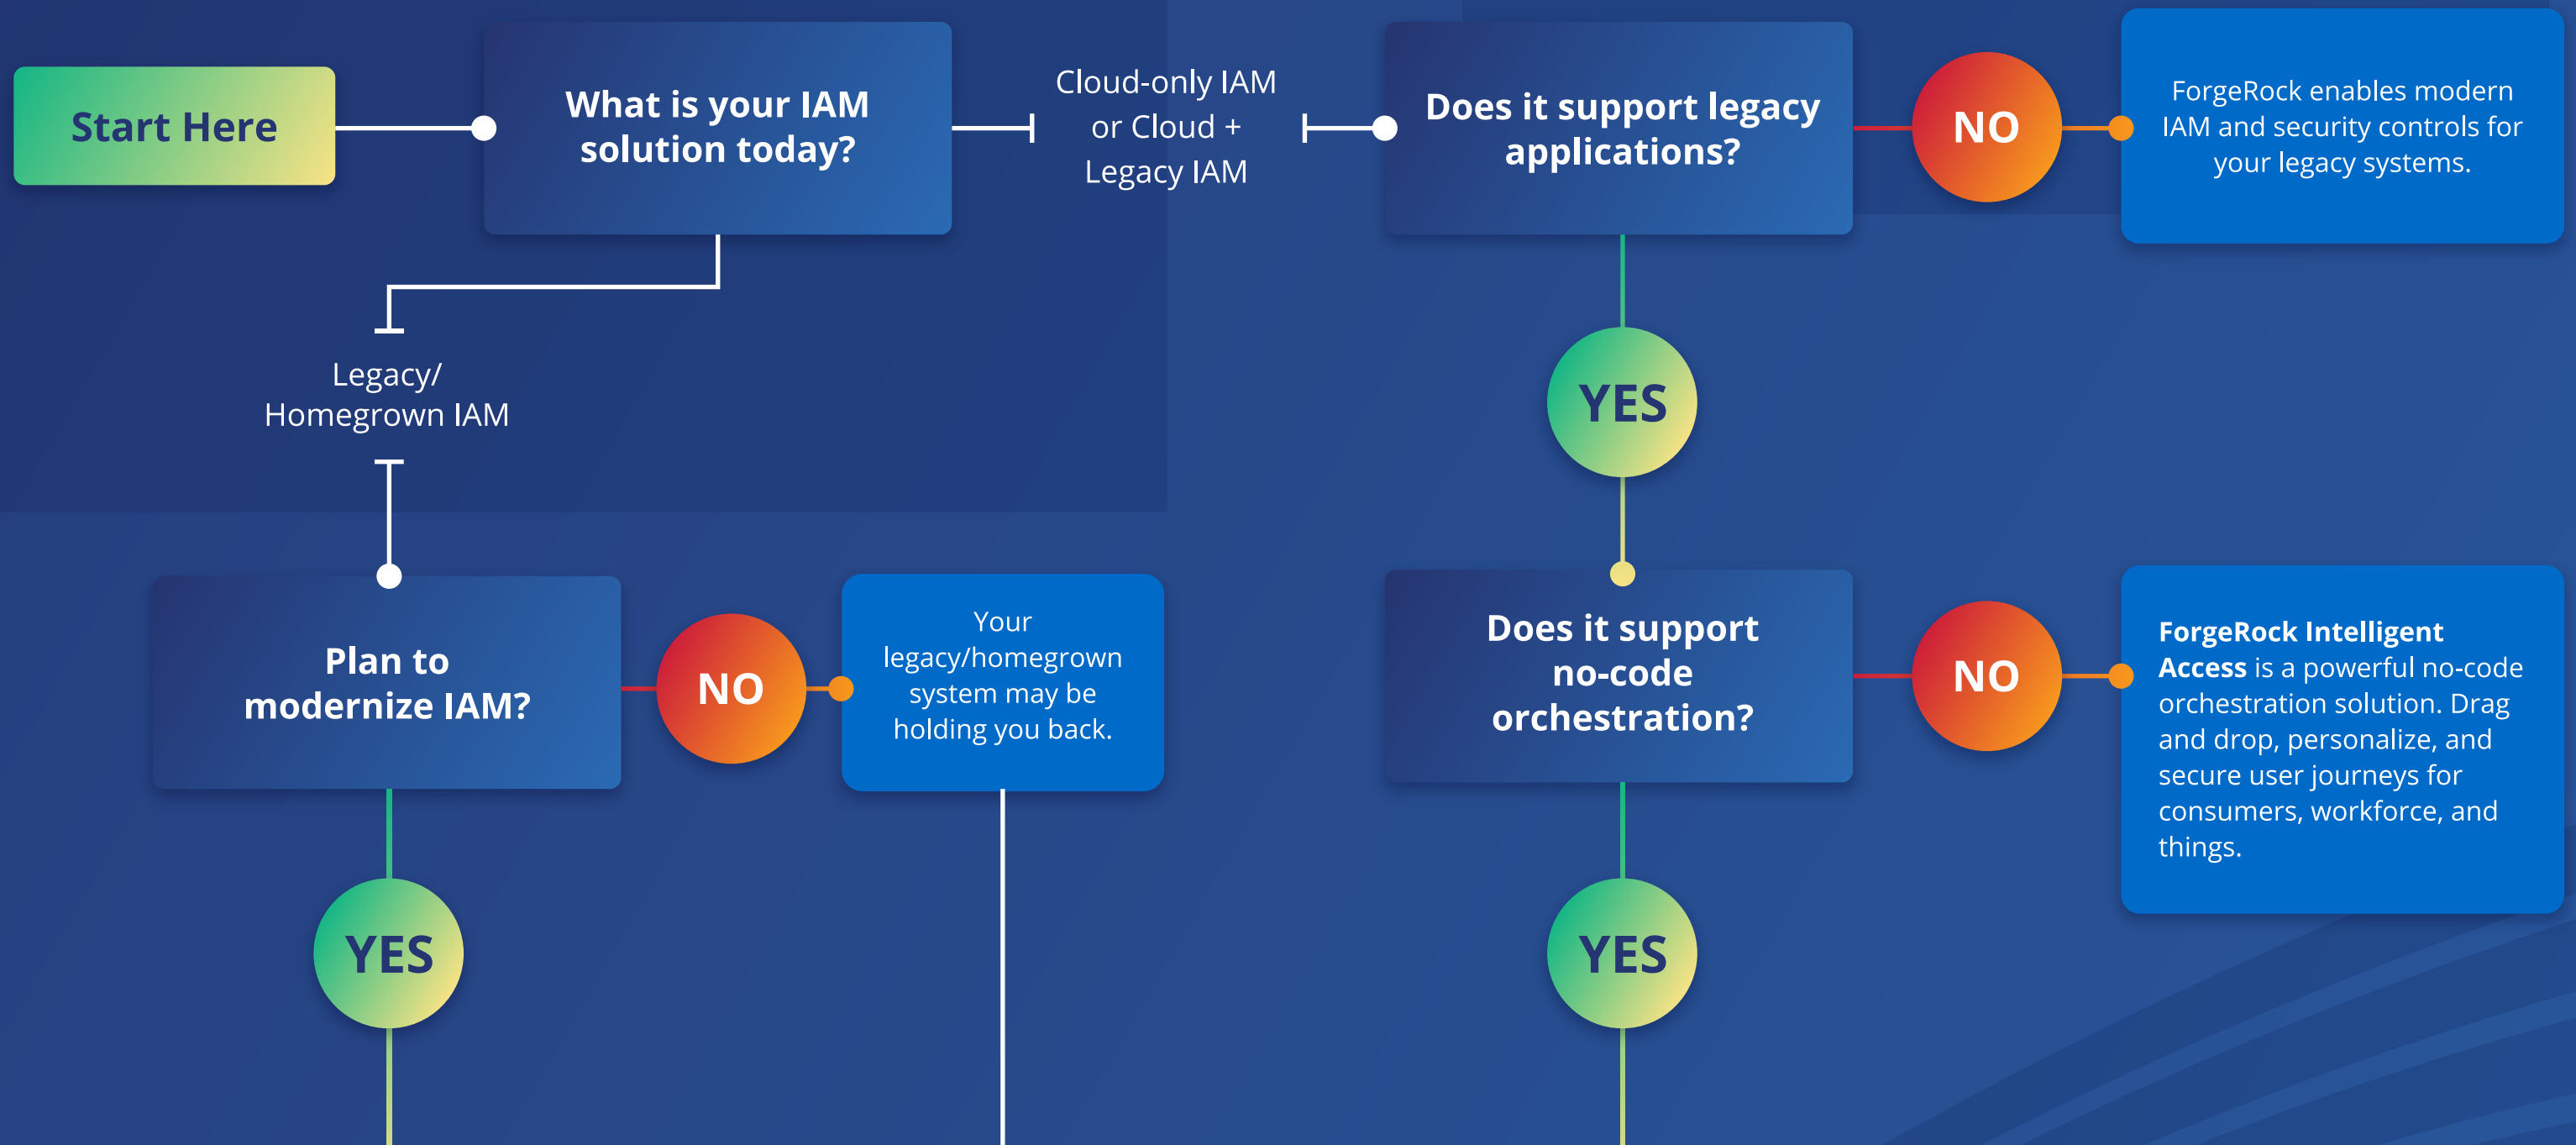 Start Here
What is your IAM
solution today?
Cloud-only IAM
or Cloud +
Legacy IAM
Does it support legacy
applications?
NO
ForgeRock enables modern
IAM and security controls for
your legacy systems.
Legacy/
Homegrown IAM
YES
Plan to
modernize IAM?
NO
Your
legacy/homegrown
system may be
holding you back.
Does it support
no-code
orchestration?
NO
ForgeRock Intelligent
Access is a powerful no-code
orchestration solution. Drag
and drop, personalize, and
secure user journeys for
consumers, workforce, and
things.
YES
YES